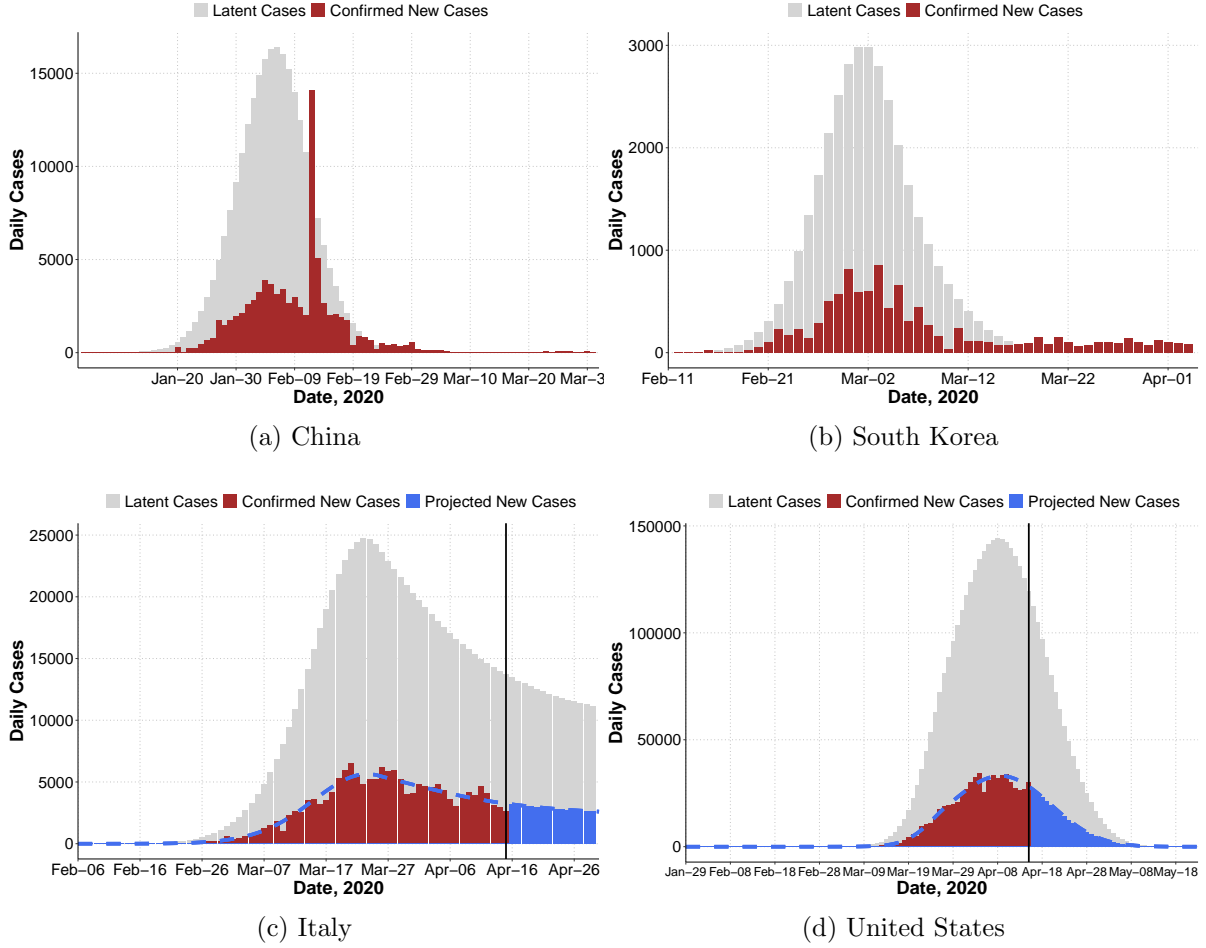 Latent Cases Confirmed New Cases
Daily Cases
15000
10000
5000
0
Jan–20 Jan–30 Feb–09 Feb–19 Feb–29 Mar–10 Mar–20 Mar–3
Date, 2020
(a) China
Latent Cases Confirmed New Cases
Daily Cases
3000
2000
1000
0
Feb–11 Feb–21 Mar–02 Mar–12 Mar–22 Apr–01
Date, 2020
(b) South Korea
Latent Cases Confirmed New Cases Projected New Cases
Daily Cases
25000
20000
15000
10000
5000
0
Feb–06 Feb–16 Feb–26 Mar–07 Mar–17 Mar–27 Apr–06 Apr–16 Apr–26
Date, 2020
(c) Italy
Latent Cases Confirmed New Cases Projected New Cases
Daily Cases
150000
100000
50000
0
Jan–29 Feb–08 Feb–18 Feb–28 Mar–09 Mar–19 Mar–29 Apr–08 Apr–18 Apr–28 May–08 May–18
Date, 2020
(d) United States